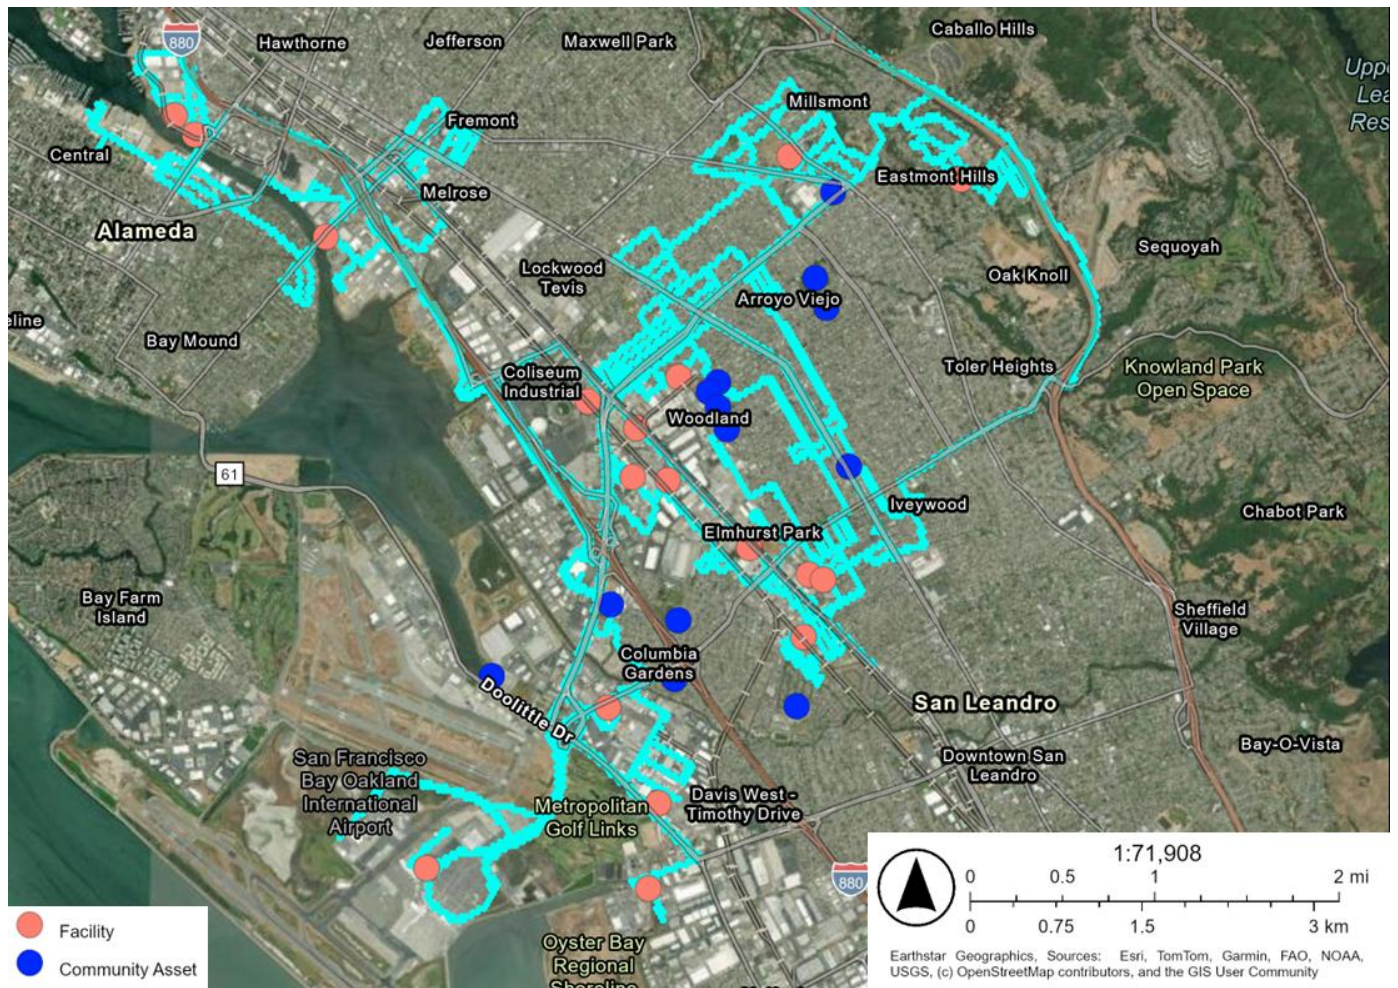 880
Hawthorne
Jefferson
Maxwell Park
Caballo Hills
Uppe
Lea
Res
Millsmont
Fremont
Central
Eastmont Hills
Melrose
Alameda
Sequoyah
Lockwood
Tevis
Oak Knoll
Arroyo Viejo
eline
Bay Mound
Toler Heights
Knowland Park
Open Space
Coliseum
Industrial
Woodland
61
Iveywood
Chabot Park
Elmhurst Park
Bay Farm
Island
Sheffield
Village
Columbia
Gardens
Doolittle Dr
San Leandro
Bay-O-Vista
San Francisco
Bay Oakland
International
Airport
Downtown San
Leandro
Metropolitan
Golf Links
Davis West -
Timothy Drive
880
Oyster Bay
Regional
Shoreline
Facility
Community Asset
1:71,908
0 0.5 1 2 mi
0 0.75 1.5 3 km
Earthstar Geographics, Sources: Esri, TomTom, Garmin, FAO, NOAA,
USGS, (c) OpenStreetMap contributors, and the GIS User Community